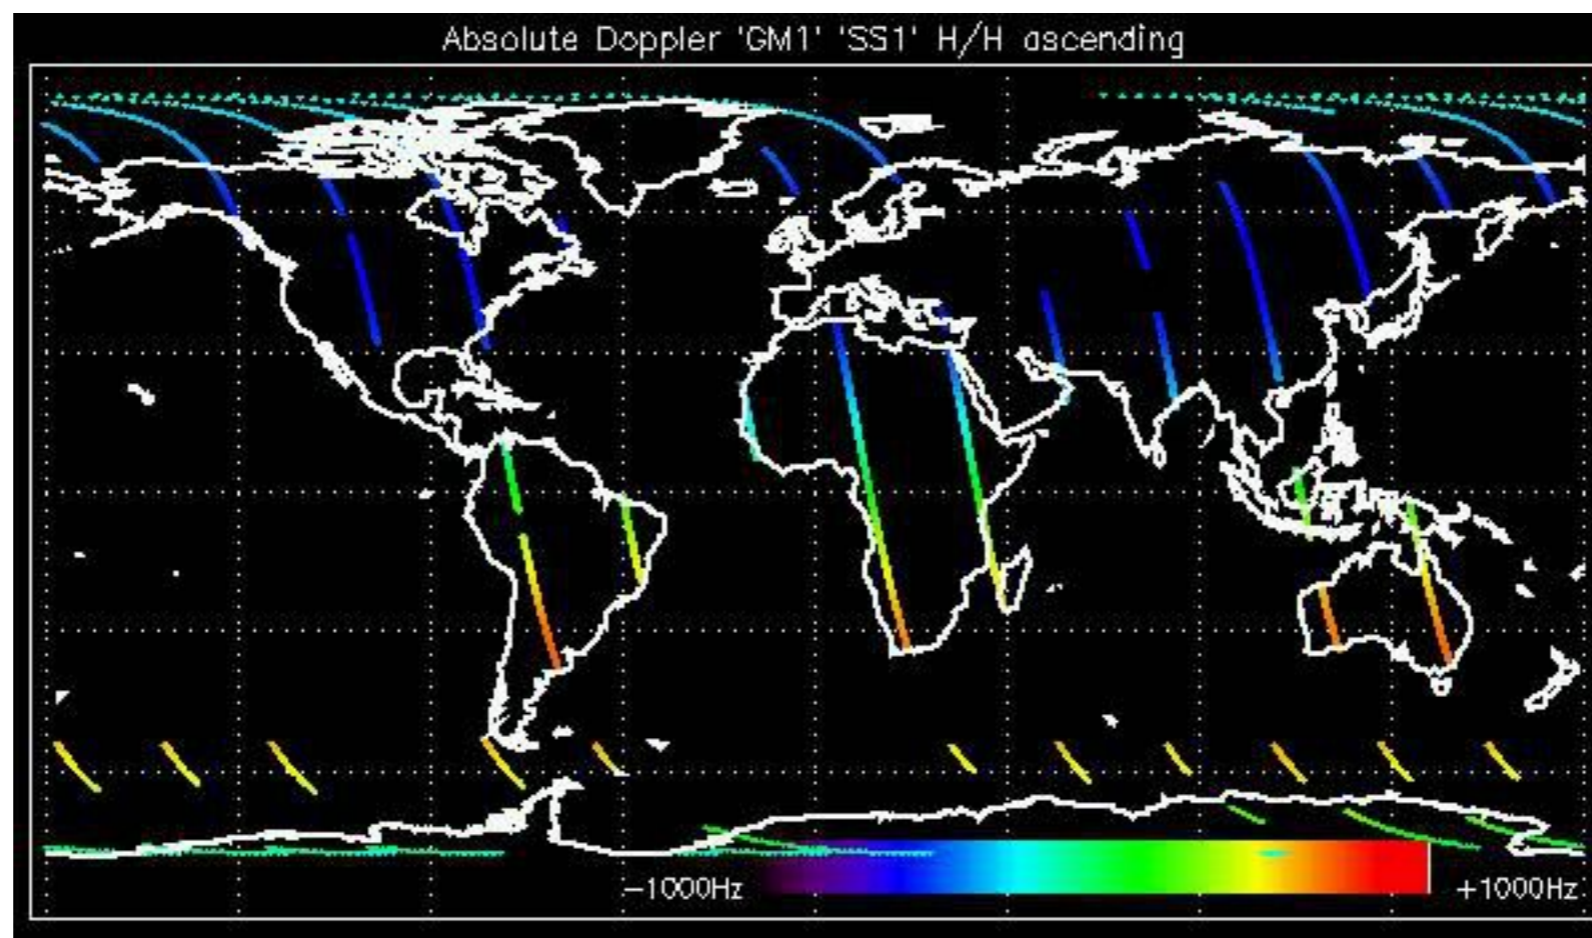 Absolute Doppler 'GM1' 'SS1' H/H ascending
-1000Hz
+1000Hz